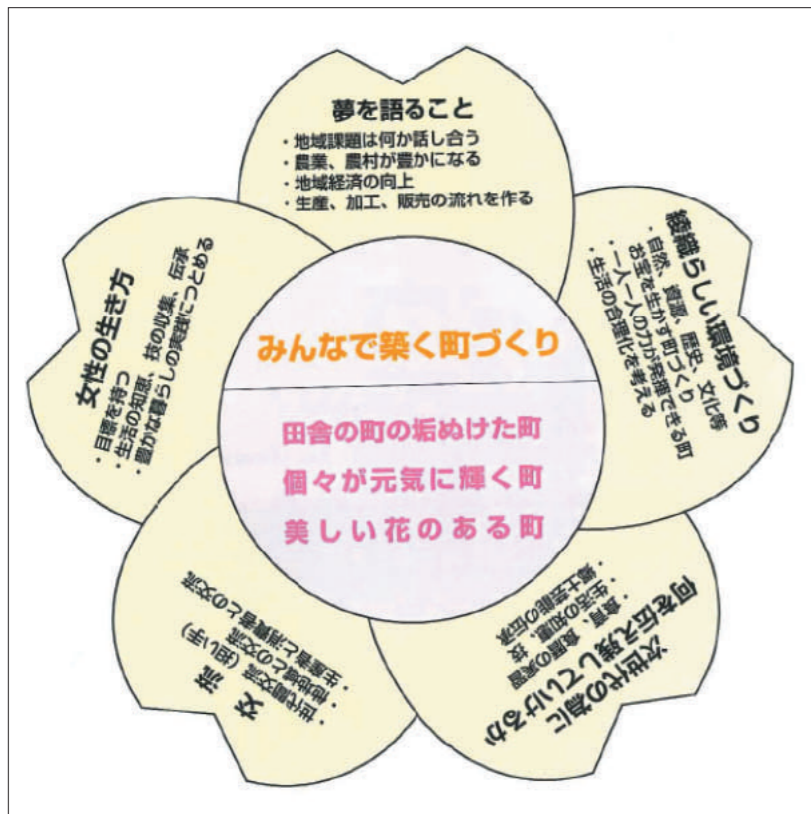 夢を語ること
・地域課題は何か話し合う
・農業、農村が豊かになる
・地域経済の向上
・生産、加工、販売の流れを作る
綾織らしい環境づくり
・自然、資源、歴史、文化等
お宝を生かす町づくり
・一人一人の力が発揮できる町
・生活の合理化を考える
次世代の為に
何を伝え残していけるか
・食育、食農の実習
・生活の知恵、技
・郷土芸能の伝承
交流
・世代間交流（担い手）
・他地域との交流
・生産者と消費者との交流
女性の生き方
・目標を持つ
・生活の知恵、技の収集、伝承
・豊かな暮らしの実践につとめる
みんなで築く町づくり
田舎の町の垢ぬけた町
個々が元気に輝く町
美しい花のある町